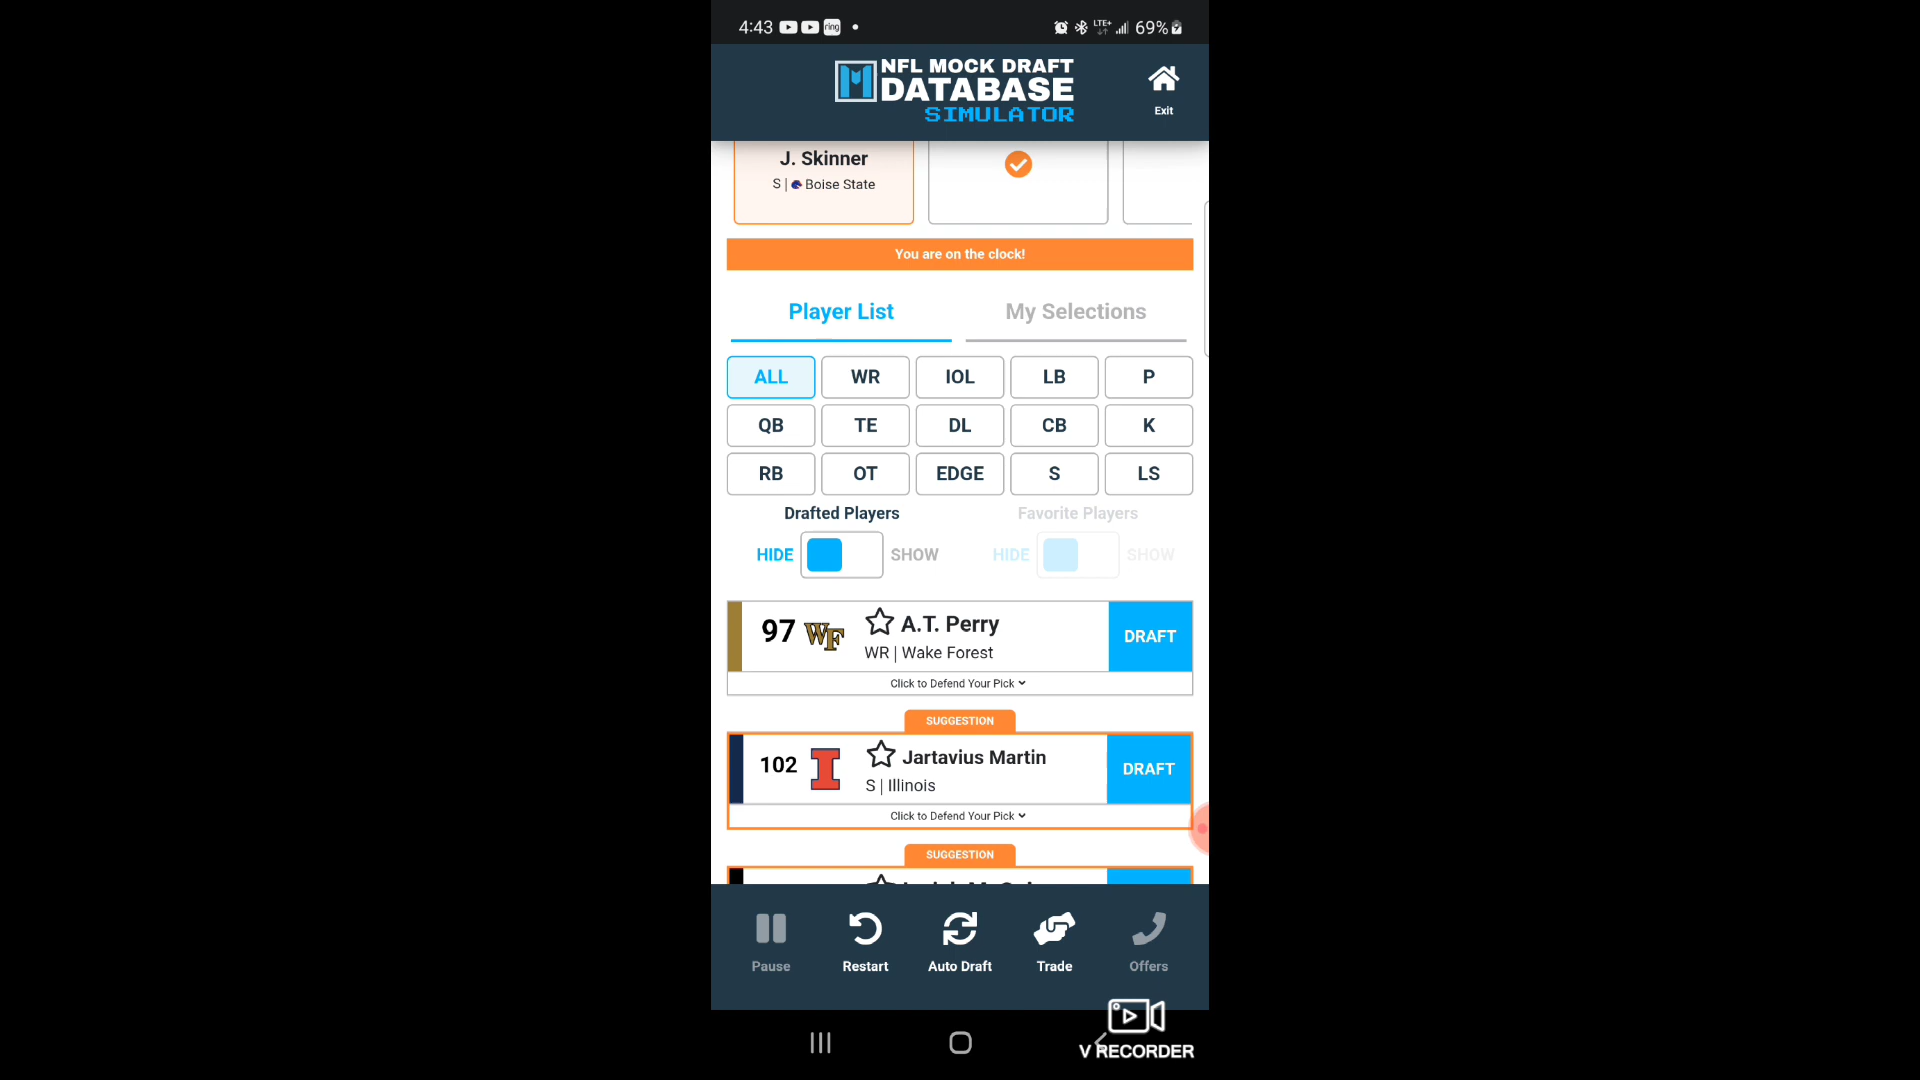 4:43
ring
LTE+
69%
NFL MOCK DRAFT
DATABASE
SIMULATOR
Exit
J. Skinner
S | Boise State
You are on the clock!
Player List
My Selections
ALL
WR
IOL
LB
P
QB
TE
DL
CB
K
RB
OT
EDGE
S
LS
Drafted Players
Favorite Players
HIDE
SHOW
HIDE
SHOW
97
WF
A.T. Perry
WR | Wake Forest
DRAFT
Click to Defend Your Pick
SUGGESTION
102
I
Jartavius Martin
S | Illinois
DRAFT
Click to Defend Your Pick
SUGGESTION
Pause
Restart
Auto Draft
Trade
Offers
V RECORDER